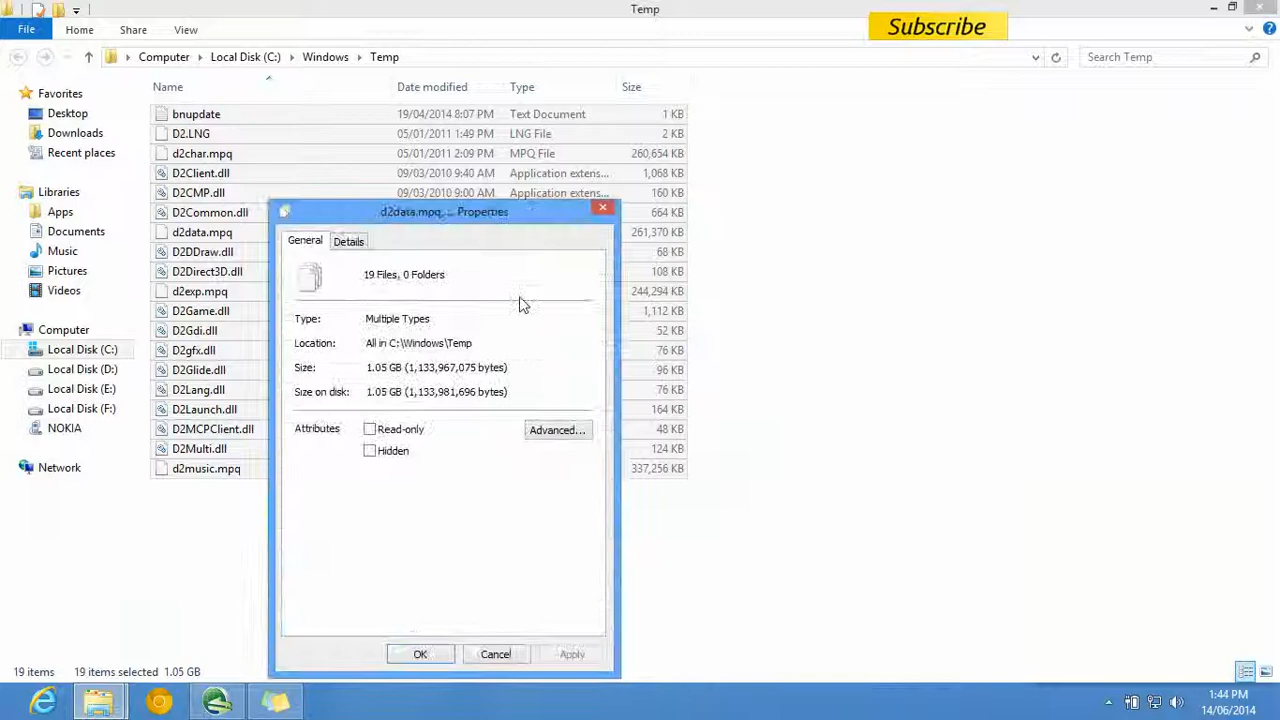 Temp
Subscribe
File Home Share View
Computer Local Disk (C:) Windows Temp
Search Temp
Name Date modified Type Size
Favorites
Desktop
Downloads
Recent places
Libraries
Apps
Documents
Music
Pictures
Videos
Computer
Local Disk (C:)
Local Disk (D:)
Local Disk (E:)
Local Disk (F:)
NOKIA
Network
bnupdate 19/04/2014 8:07 PM Text Document 1 KB
D2.LNG 05/01/2011 1:49 PM LNG File 2 KB
d2char.mpq 05/01/2011 2:09 PM MPQ File 260,654 KB
D2Client.dll 09/03/2010 9:40 AM Application extens... 1,068 KB
D2CMP.dll 09/03/2010 9:00 AM Application extens... 160 KB
D2Common.dll 664 KB
d2data.mpq 261,370 KB
D2DDraw.dll 68 KB
D2Direct3D.dll 108 KB
d2exp.mpq 244,294 KB
D2Game.dll 1,112 KB
D2Gdi.dll 52 KB
D2gfx.dll 76 KB
D2Glide.dll 96 KB
D2Lang.dll 76 KB
D2Launch.dll 164 KB
D2MCPClient.dll 48 KB
D2Multi.dll 124 KB
d2music.mpq 337,256 KB
d2data.mpq, ... Properties
General Details
19 Files, 0 Folders
Type: Multiple Types
Location: All in C:\Windows\Temp
Size: 1.05 GB (1,133,967,075 bytes)
Size on disk: 1.05 GB (1,133,981,696 bytes)
Attributes Read-only Advanced...
Hidden
OK Cancel Apply
19 items 19 items selected 1.05 GB
1:44 PM
14/06/2014